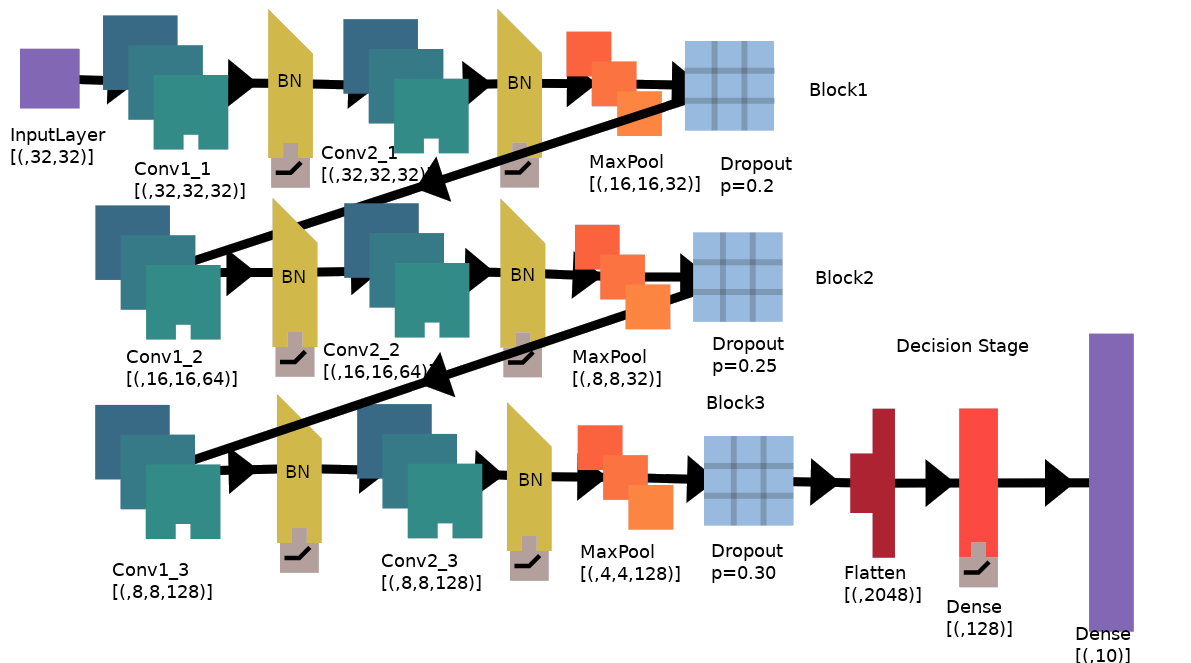 InputLayer
[(,32,32)]
Conv1_1
[(,32,32,32)]
BN
Conv2_1
[(,32,32,32)]
BN
MaxPool
[(,16,16,32)]
Dropout
p=0.2
Block1
Conv1_2
[(,16,16,64)]
BN
Conv2_2
[(,16,16,64)]
BN
MaxPool
[(,8,8,32)]
Dropout
p=0.25
Block2
Conv1_3
[(,8,8,128)]
BN
Conv2_3
[(,8,8,128)]
BN
MaxPool
[(,4,4,128)]
Block3
Dropout
p=0.30
Decision Stage
Flatten
[(,2048)]
Dense
[(,128)]
Dense
[(,10)]